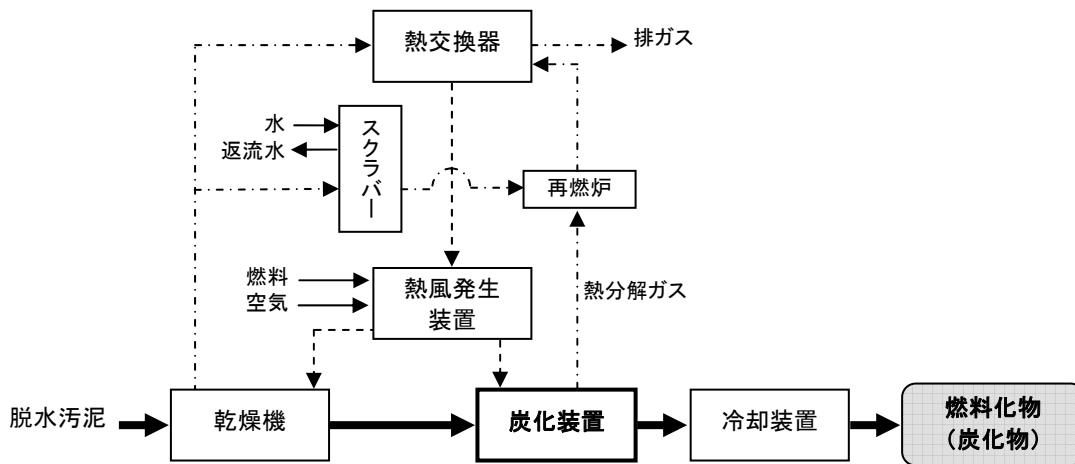 熱交換器
排ガス
水
返流水
スクラバー
再燃炉
燃料
空気
熱風発生
装置
熱分解ガス
脱水汚泥
乾燥機
炭化装置
冷却装置
燃料化物
（炭化物）